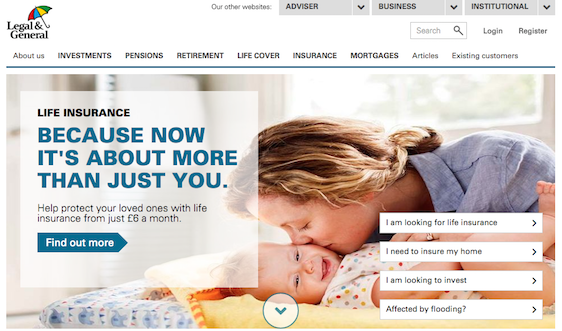 Our other websites: ADVISER BUSINESS INSTITUTIONAL
Legal &
General
Search Login Register
About us INVESTMENTS PENSIONS RETIREMENT LIFE COVER INSURANCE MORTGAGES Articles Existing customers
LIFE INSURANCE
BECAUSE NOW
IT'S ABOUT MORE
THAN JUST YOU.
Help protect your loved ones with life
insurance from just £6 a month.
Find out more
I am looking for life insurance
I need to insure my home
I am looking to invest
Affected by flooding?